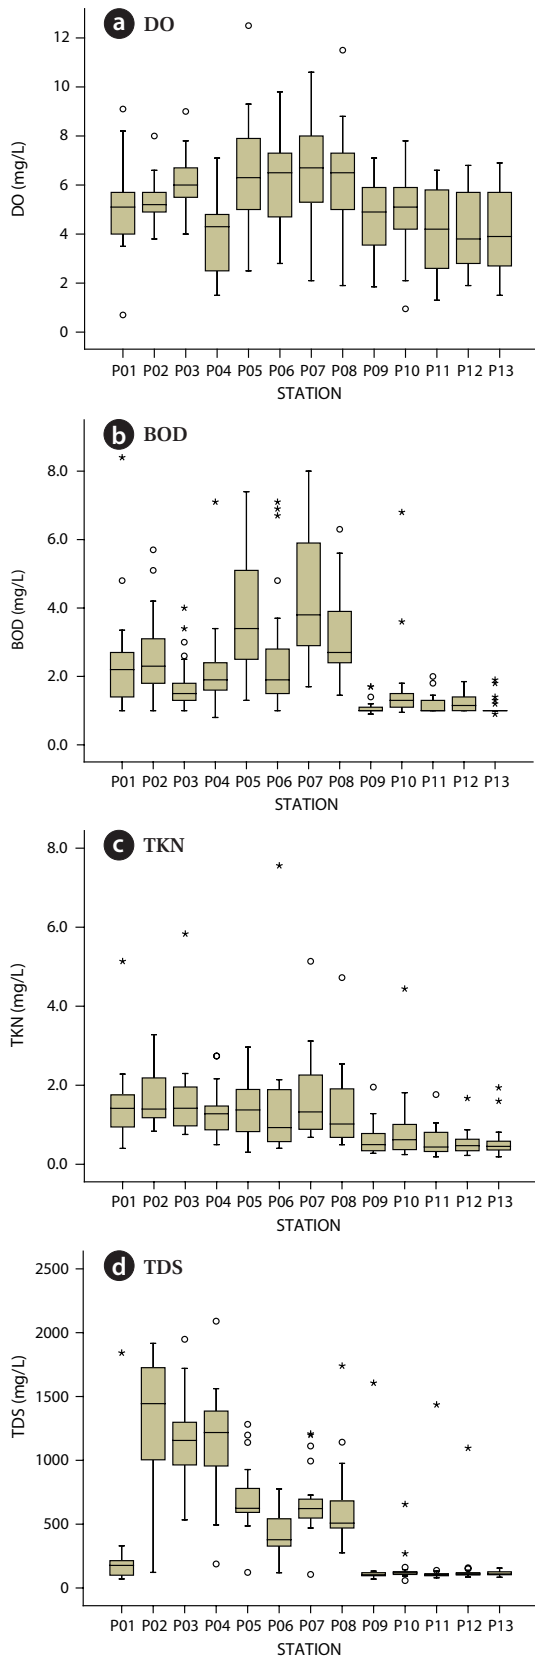 a DO
12
10
8
6
4
2
0
DO (mg/L)
P01 P02 P03 P04 P05 P06 P07 P08 P09 P10 P11 P12 P13
STATION
b BOD
8.0
6.0
4.0
2.0
0.0
BOD (mg/L)
P01 P02 P03 P04 P05 P06 P07 P08 P09 P10 P11 P12 P13
STATION
c TKN
8.0
6.0
4.0
2.0
0.0
TKN (mg/L)
P01 P02 P03 P04 P05 P06 P07 P08 P09 P10 P11 P12 P13
STATION
d TDS
2500
2000
1500
1000
500
0
TDS (mg/L)
P01 P02 P03 P04 P05 P06 P07 P08 P09 P10 P11 P12 P13
STATION